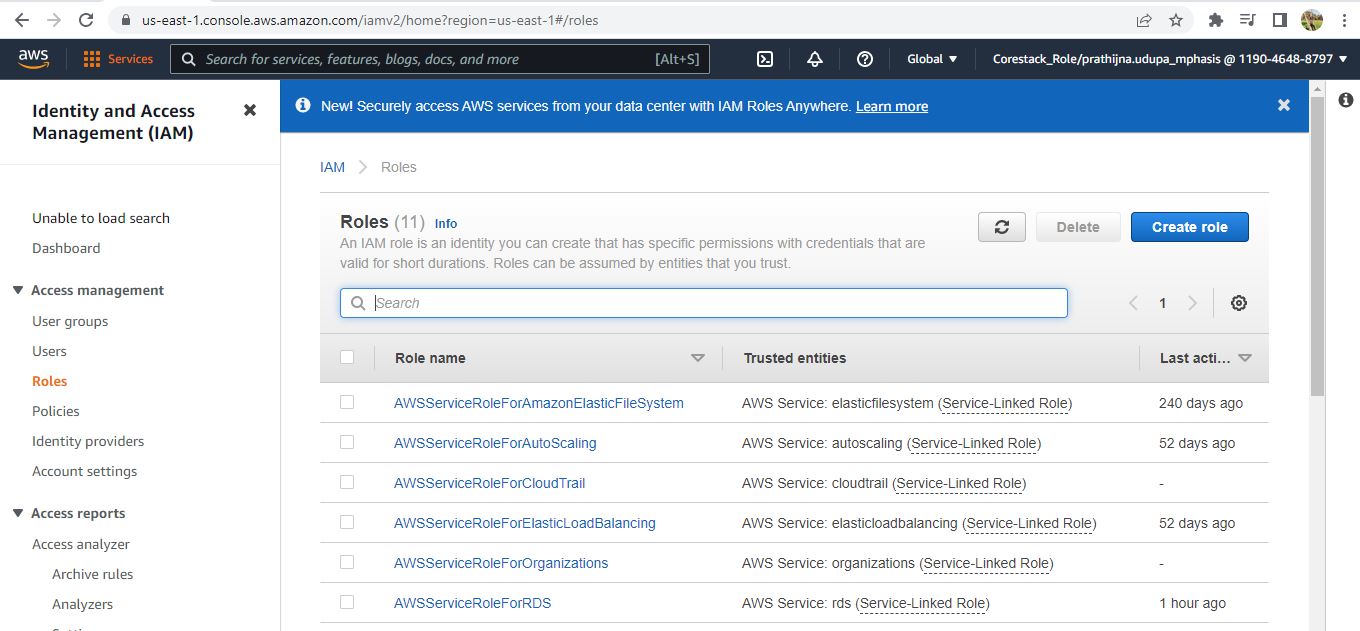 us-east-1.console.aws.amazon.com/iamv2/home?region=us-east-1#/roles
aws Services Search for services, features, blogs, docs, and more [Alt+S] Global Corestack_Role/prathijna.udupa_mphasis @ 1190-4648-8797
Identity and Access
Management (IAM)
New! Securely access AWS services from your data center with IAM Roles Anywhere. Learn more
Unable to load search
Dashboard
Access management
User groups
Users
Roles
Policies
Identity providers
Account settings
Access reports
Access analyzer
Archive rules
Analyzers
IAM > Roles
Roles (11) Info
Delete
Create role
An IAM role is an identity you can create that has specific permissions with credentials that are
valid for short durations. Roles can be assumed by entities that you trust.
Search
1
Role name Trusted entities Last acti...
AWSServiceRoleForAmazonElasticFileSystem AWS Service: elasticfilesystem (Service-Linked Role) 240 days ago
AWSServiceRoleForAutoScaling AWS Service: autoscaling (Service-Linked Role) 52 days ago
AWSServiceRoleForCloudTrail AWS Service: cloudtrail (Service-Linked Role) -
AWSServiceRoleForElasticLoadBalancing AWS Service: elasticloadbalancing (Service-Linked Role) 52 days ago
AWSServiceRoleForOrganizations AWS Service: organizations (Service-Linked Role) -
AWSServiceRoleForRDS AWS Service: rds (Service-Linked Role) 1 hour ago